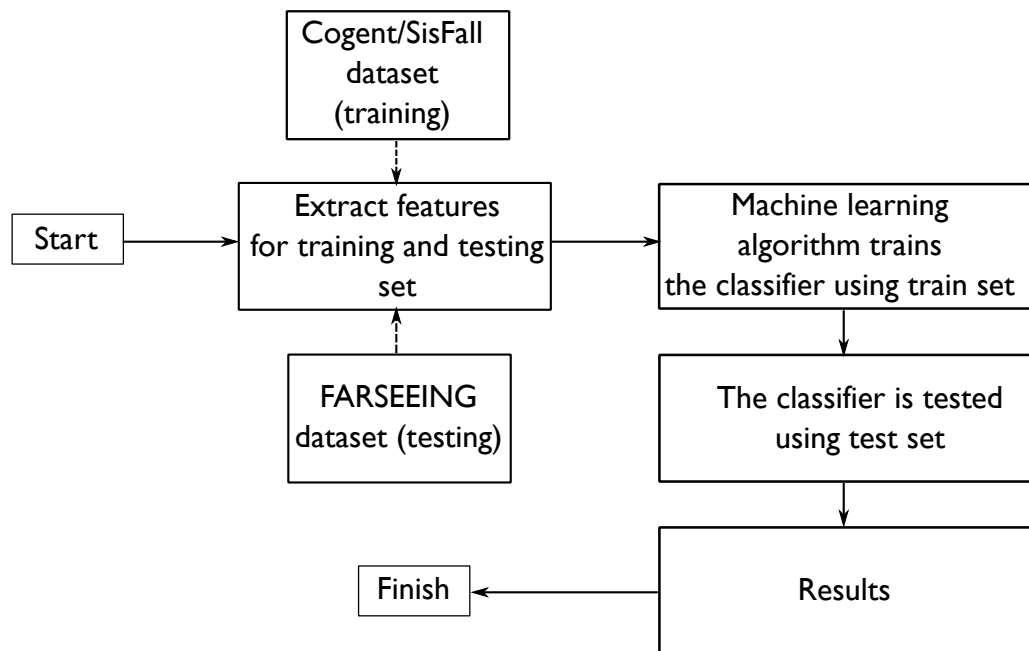 Cogent/SisFall
dataset
(training)
Start
Extract features
for training and testing
set
Machine learning
algorithm trains
the classifier using train set
FARSEEING
dataset (testing)
The classifier is tested
using test set
Finish
Results